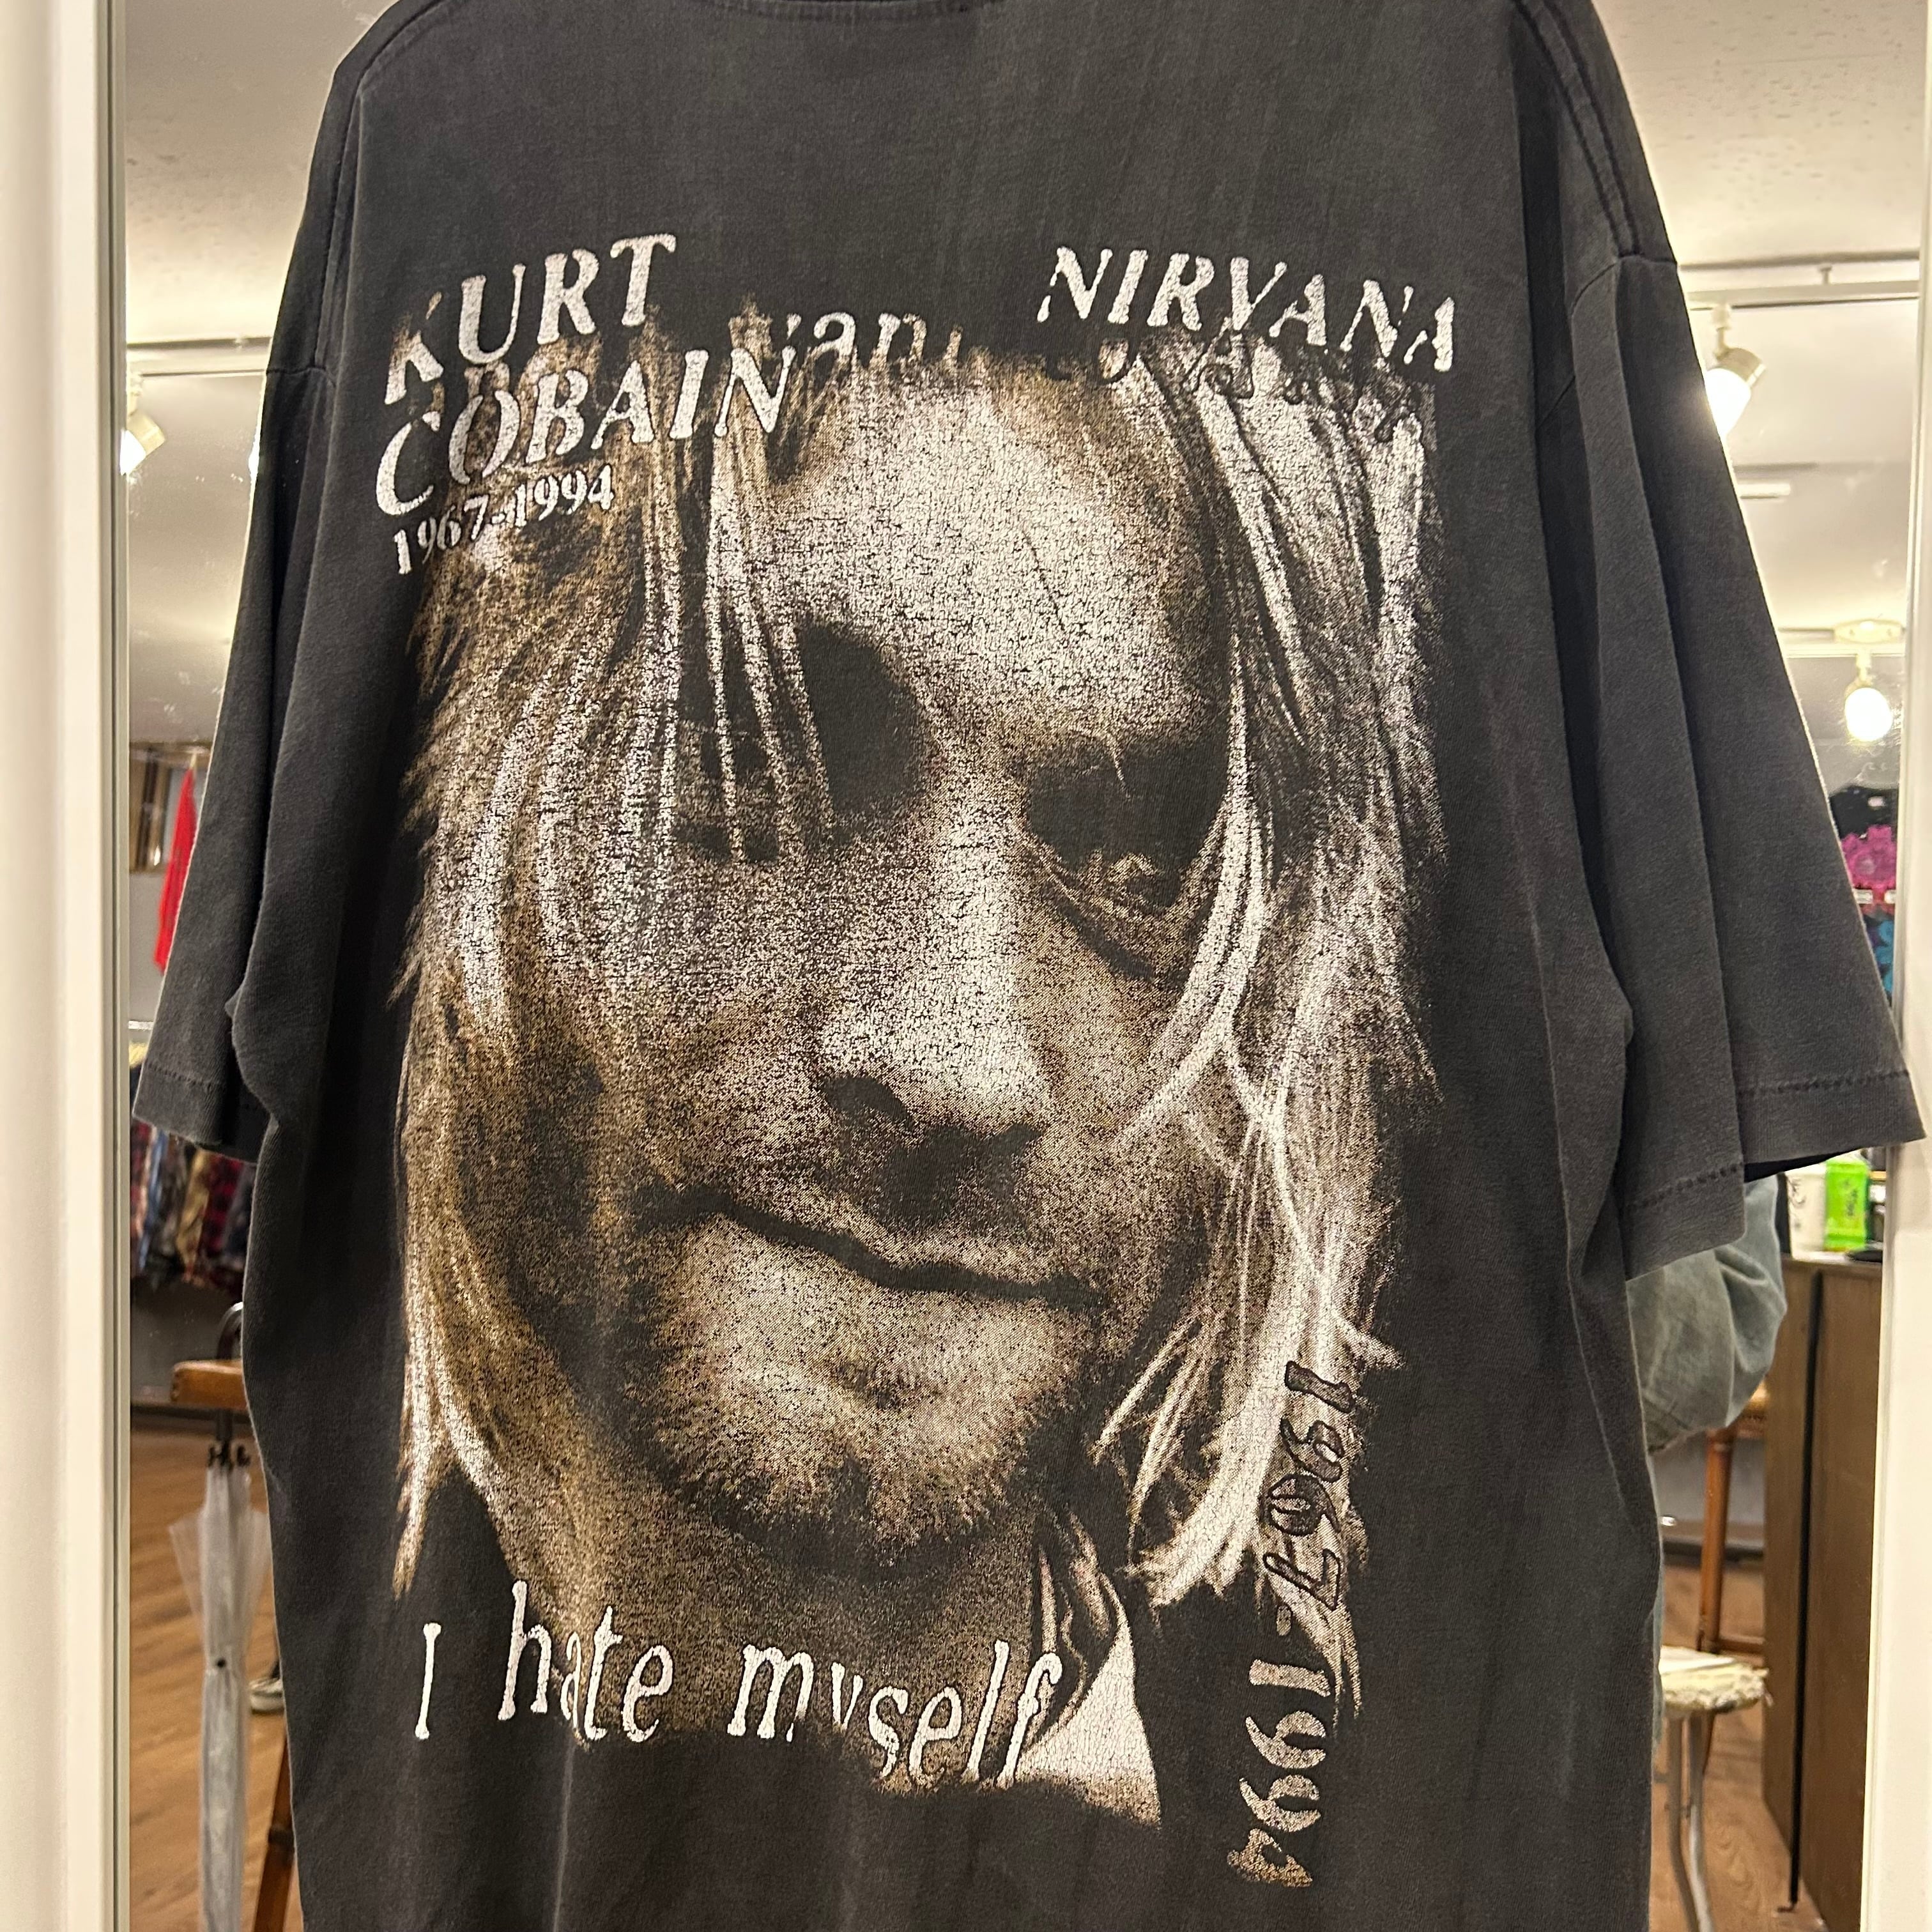 KURT
COBAIN
1967-1994
NIRVANA
I hate myself
1967-1994